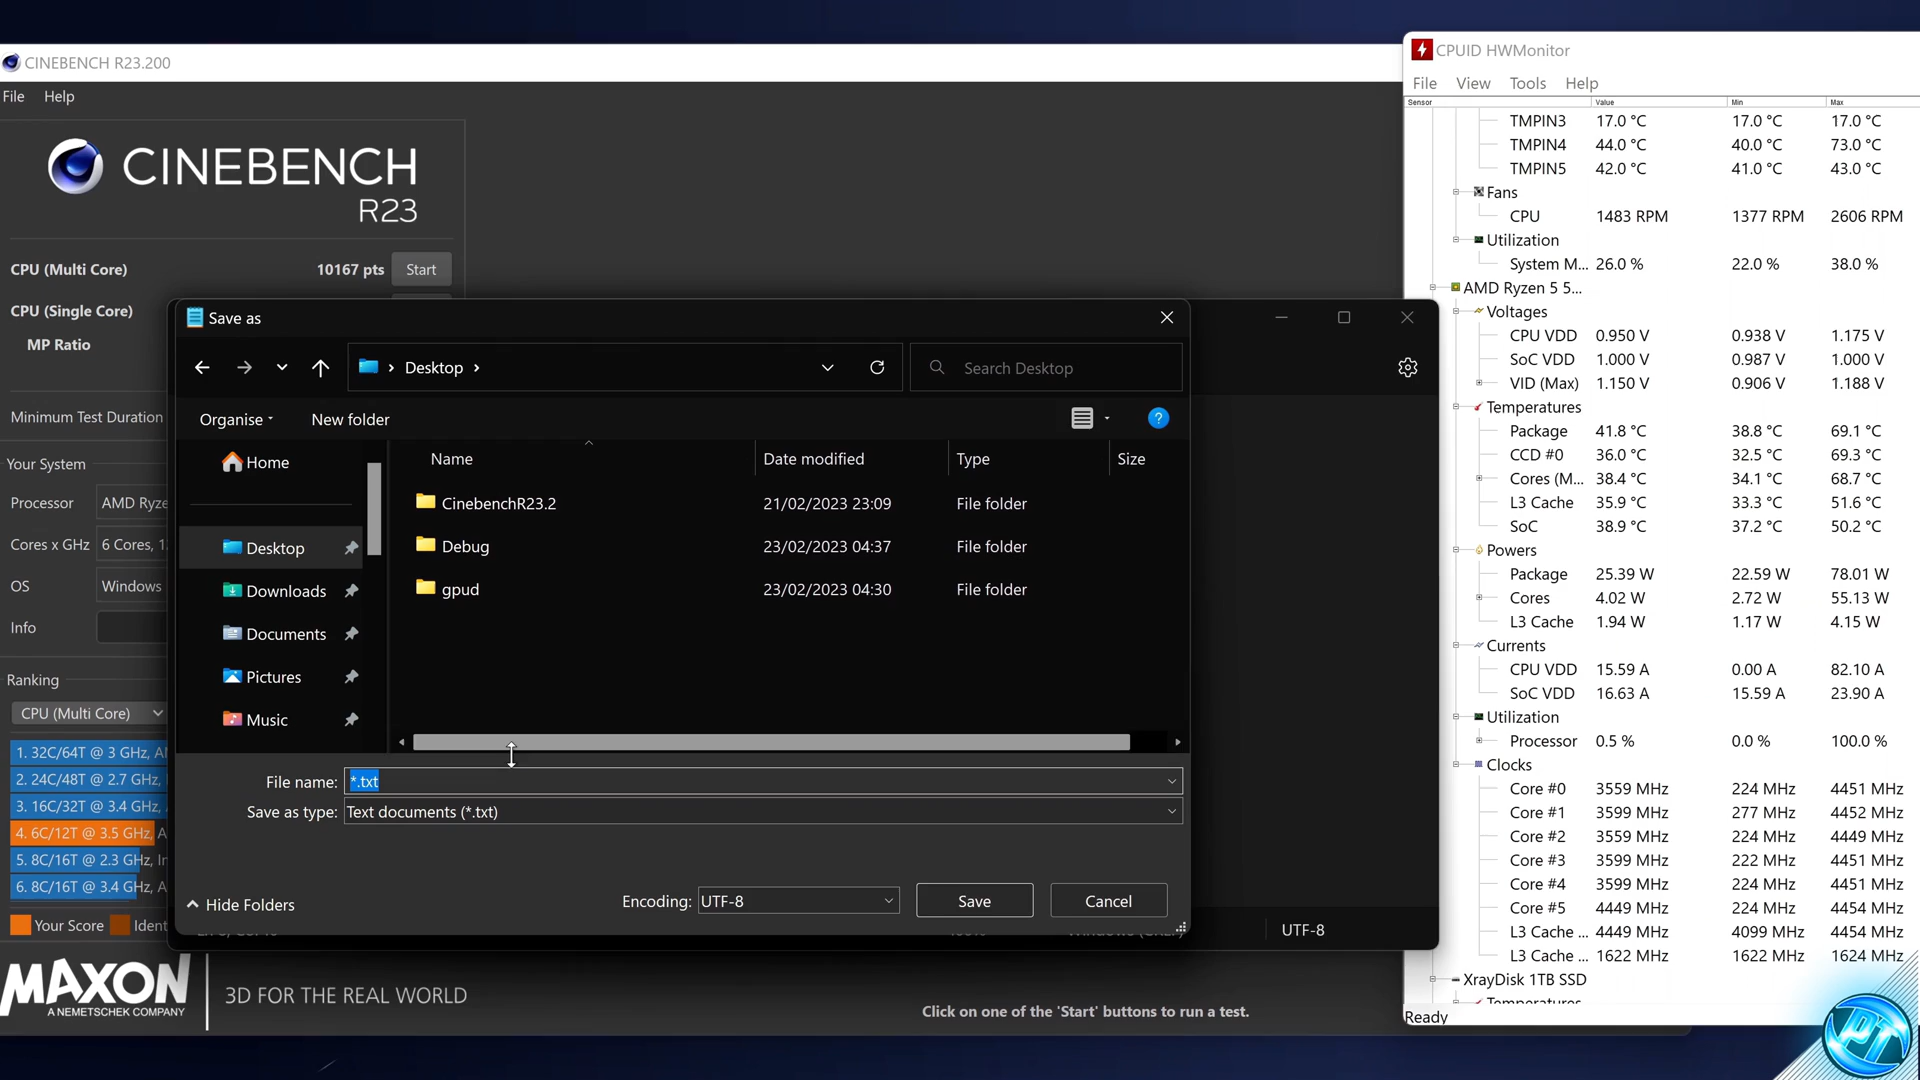 CINEBENCH R23.200
File Help
CINEBENCH
R23
CPU (Multi Core) 10167 pts Start
CPU (Single Core)
MP Ratio
Minimum Test Duration
Your System
Processor AMD Ryze
Cores x GHz 6 Cores, 1
OS Windows
Info
Ranking
CPU (Multi Core)
1. 32C/64T @ 3 GHz, A
2. 24C/48T @ 2.7 GHz,
3. 16C/32T @ 3.4 GHz,
4. 6C/12T @ 3.5 GHz, A
5. 8C/16T @ 2.3 GHz, In
6. 8C/16T @ 3.4 GHz, A
Your Score Ident
MAXON
A NEMETSCHEK COMPANY
3D FOR THE REAL WORLD
Click on one of the 'Start' buttons to run a test.
Save as
Desktop
Search Desktop
Organise New folder
Home
Desktop
Downloads
Documents
Pictures
Music
Name Date modified Type Size
CinebenchR23.2 21/02/2023 23:09 File folder
Debug 23/02/2023 04:37 File folder
gpud 23/02/2023 04:30 File folder
File name: *.txt
Save as type: Text documents (*.txt)
Hide Folders
Encoding: UTF-8 Save Cancel
UTF-8
CPUID HWMonitor
File View Tools Help
Sensor Value Min Max
TMPIN3 17.0 °C 17.0 °C 17.0 °C
TMPIN4 44.0 °C 40.0 °C 73.0 °C
TMPIN5 42.0 °C 41.0 °C 43.0 °C
Fans
CPU 1483 RPM 1377 RPM 2606 RPM
Utilization
System M... 26.0 % 22.0 % 38.0 %
AMD Ryzen 5 5...
Voltages
CPU VDD 0.950 V 0.938 V 1.175 V
SoC VDD 1.000 V 0.987 V 1.000 V
VID (Max) 1.150 V 0.906 V 1.188 V
Temperatures
Package 41.8 °C 38.8 °C 69.1 °C
CCD #0 36.0 °C 32.5 °C 69.3 °C
Cores (M... 38.4 °C 34.1 °C 68.7 °C
L3 Cache 35.9 °C 33.3 °C 51.6 °C
SoC 38.9 °C 37.2 °C 50.2 °C
Powers
Package 25.39 W 22.59 W 78.01 W
Cores 4.02 W 2.72 W 55.13 W
L3 Cache 1.94 W 1.17 W 4.15 W
Currents
CPU VDD 15.59 A 0.00 A 82.10 A
SoC VDD 16.63 A 15.59 A 23.90 A
Utilization
Processor 0.5 % 0.0 % 100.0 %
Clocks
Core #0 3559 MHz 224 MHz 4451 MHz
Core #1 3599 MHz 277 MHz 4452 MHz
Core #2 3559 MHz 224 MHz 4449 MHz
Core #3 3599 MHz 222 MHz 4451 MHz
Core #4 3599 MHz 224 MHz 4451 MHz
Core #5 4449 MHz 224 MHz 4454 MHz
L3 Cache ... 4449 MHz 4099 MHz 4454 MHz
L3 Cache ... 1622 MHz 1622 MHz 1624 MHz
XrayDisk 1TB SSD
Temperatures
Ready
PT